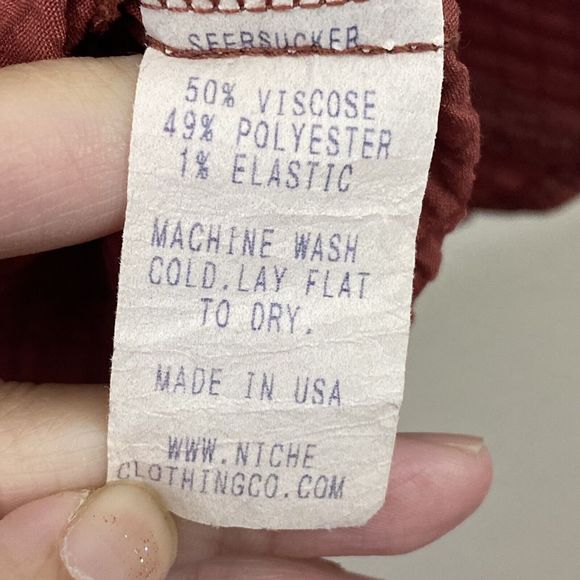 SEERSUCKER
50% VISCOSE
49% POLYESTER
1% ELASTIC
MACHINE WASH
COLD.LAY FLAT
TO DRY.
MADE IN USA
WWW.NICHE
CLOTHINGCO.COM